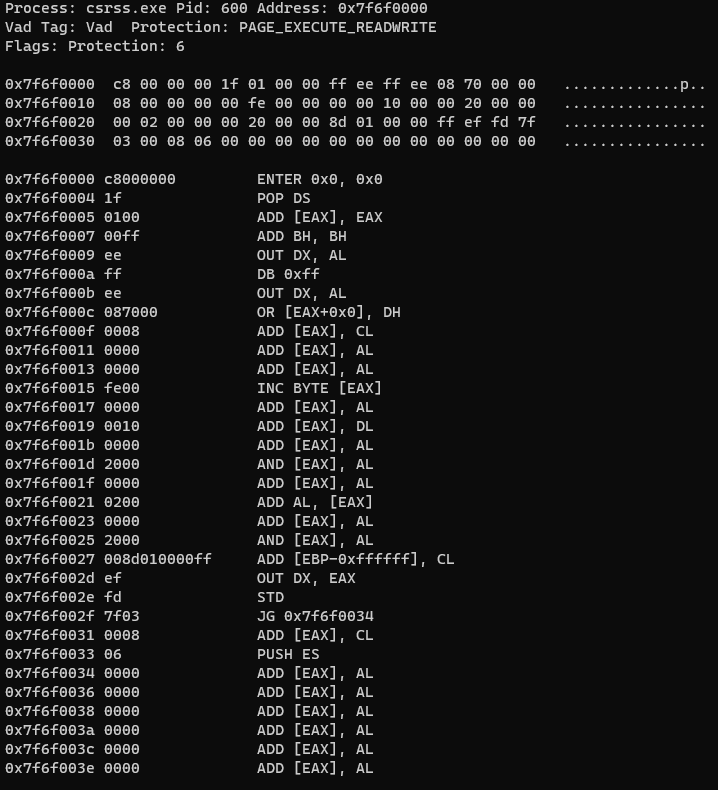 Process: csrss.exe Pid: 600 Address: 0x7f6f0000
Vad Tag: Vad  Protection: PAGE_EXECUTE_READWRITE
Flags: Protection: 6

0x7f6f0000  c8 00 00 00 1f 01 00 00 ff ee ff ee 08 70 00 00   .............p..
0x7f6f0010  08 00 00 00 00 fe 00 00 00 00 10 00 00 20 00 00   ................
0x7f6f0020  00 02 00 00 00 20 00 00 8d 01 00 00 ff ef fd 7f   ................
0x7f6f0030  03 00 08 06 00 00 00 00 00 00 00 00 00 00 00 00   ................

0x7f6f0000 c8000000         ENTER 0x0, 0x0
0x7f6f0004 1f               POP DS
0x7f6f0005 0100             ADD [EAX], EAX
0x7f6f0007 00ff             ADD BH, BH
0x7f6f0009 ee               OUT DX, AL
0x7f6f000a ff               DB 0xff
0x7f6f000b ee               OUT DX, AL
0x7f6f000c 087000           OR [EAX+0x0], DH
0x7f6f000f 0008             ADD [EAX], CL
0x7f6f0011 0000             ADD [EAX], AL
0x7f6f0013 0000             ADD [EAX], AL
0x7f6f0015 fe00             INC BYTE [EAX]
0x7f6f0017 0000             ADD [EAX], AL
0x7f6f0019 0010             ADD [EAX], DL
0x7f6f001b 0000             ADD [EAX], AL
0x7f6f001d 2000             AND [EAX], AL
0x7f6f001f 0000             ADD [EAX], AL
0x7f6f0021 0200             ADD AL, [EAX]
0x7f6f0023 0000             ADD [EAX], AL
0x7f6f0025 2000             AND [EAX], AL
0x7f6f0027 008d010000ff     ADD [EBP-0xffffff], CL
0x7f6f002d ef               OUT DX, EAX
0x7f6f002e fd               STD
0x7f6f002f 7f03             JG 0x7f6f0034
0x7f6f0031 0008             ADD [EAX], CL
0x7f6f0033 06               PUSH ES
0x7f6f0034 0000             ADD [EAX], AL
0x7f6f0036 0000             ADD [EAX], AL
0x7f6f0038 0000             ADD [EAX], AL
0x7f6f003a 0000             ADD [EAX], AL
0x7f6f003c 0000             ADD [EAX], AL
0x7f6f003e 0000             ADD [EAX], AL